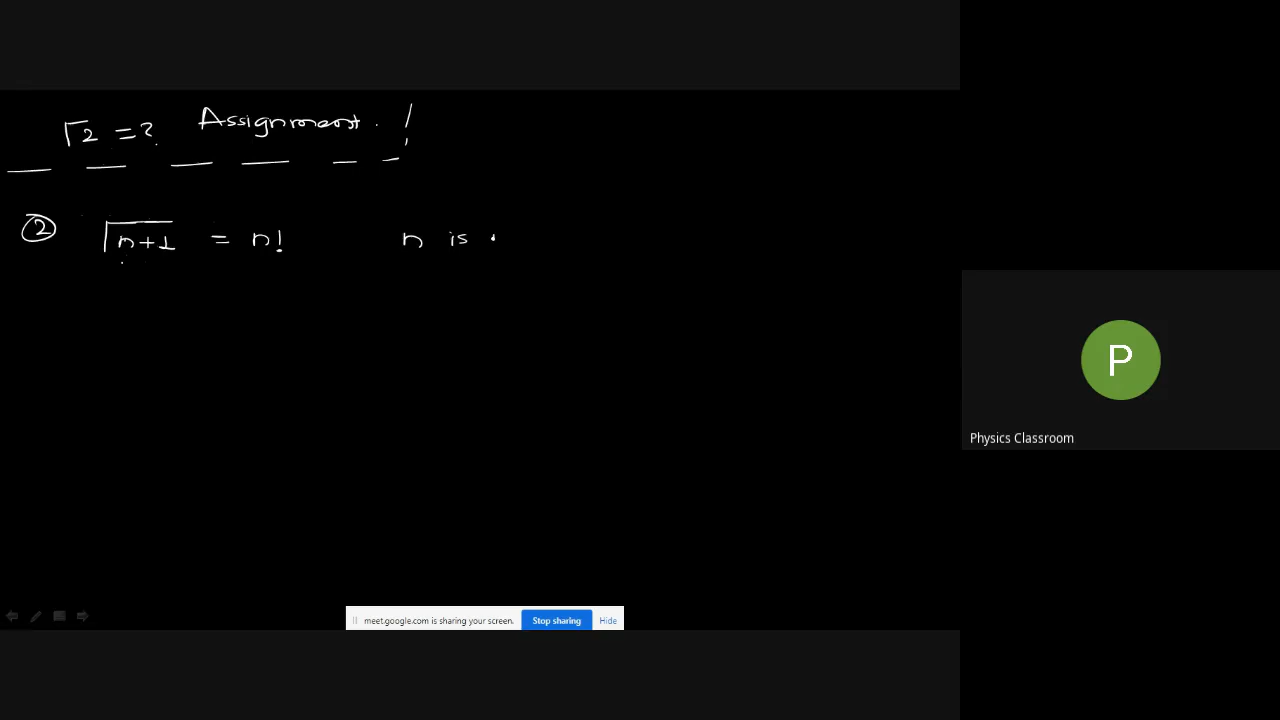 Γ2 = ? Assignment. !
② Γn+1 = n! n is
P
Physics Classroom
meet.google.com is sharing your screen. Stop sharing Hide